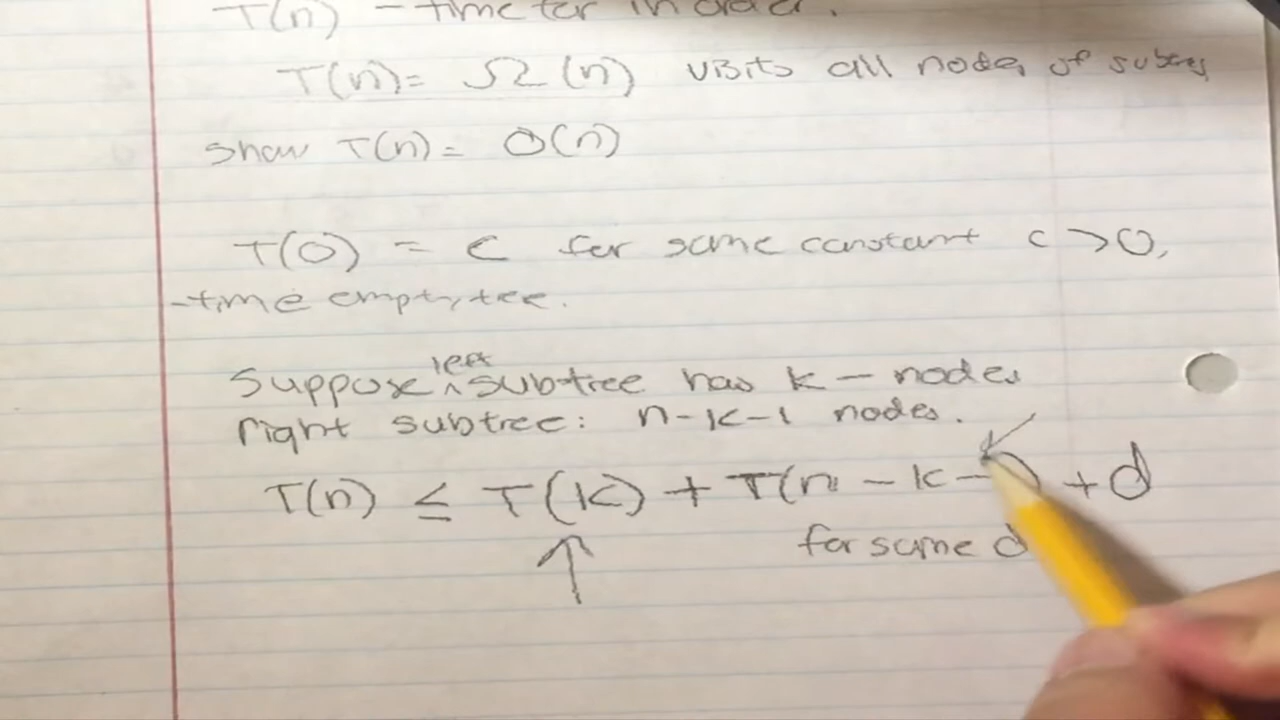 T(n) - time for inorder.
T(n) = Ω(n) visits all nodes of subtree
show T(n) = O(n)
T(0) = c for some constant c > 0,
- time empty tree.
left
Suppose ^ subtree has k - nodes
right subtree: n-k-1 nodes.
T(n) ≤ T(k) + T(n - k - ) + d
for some d